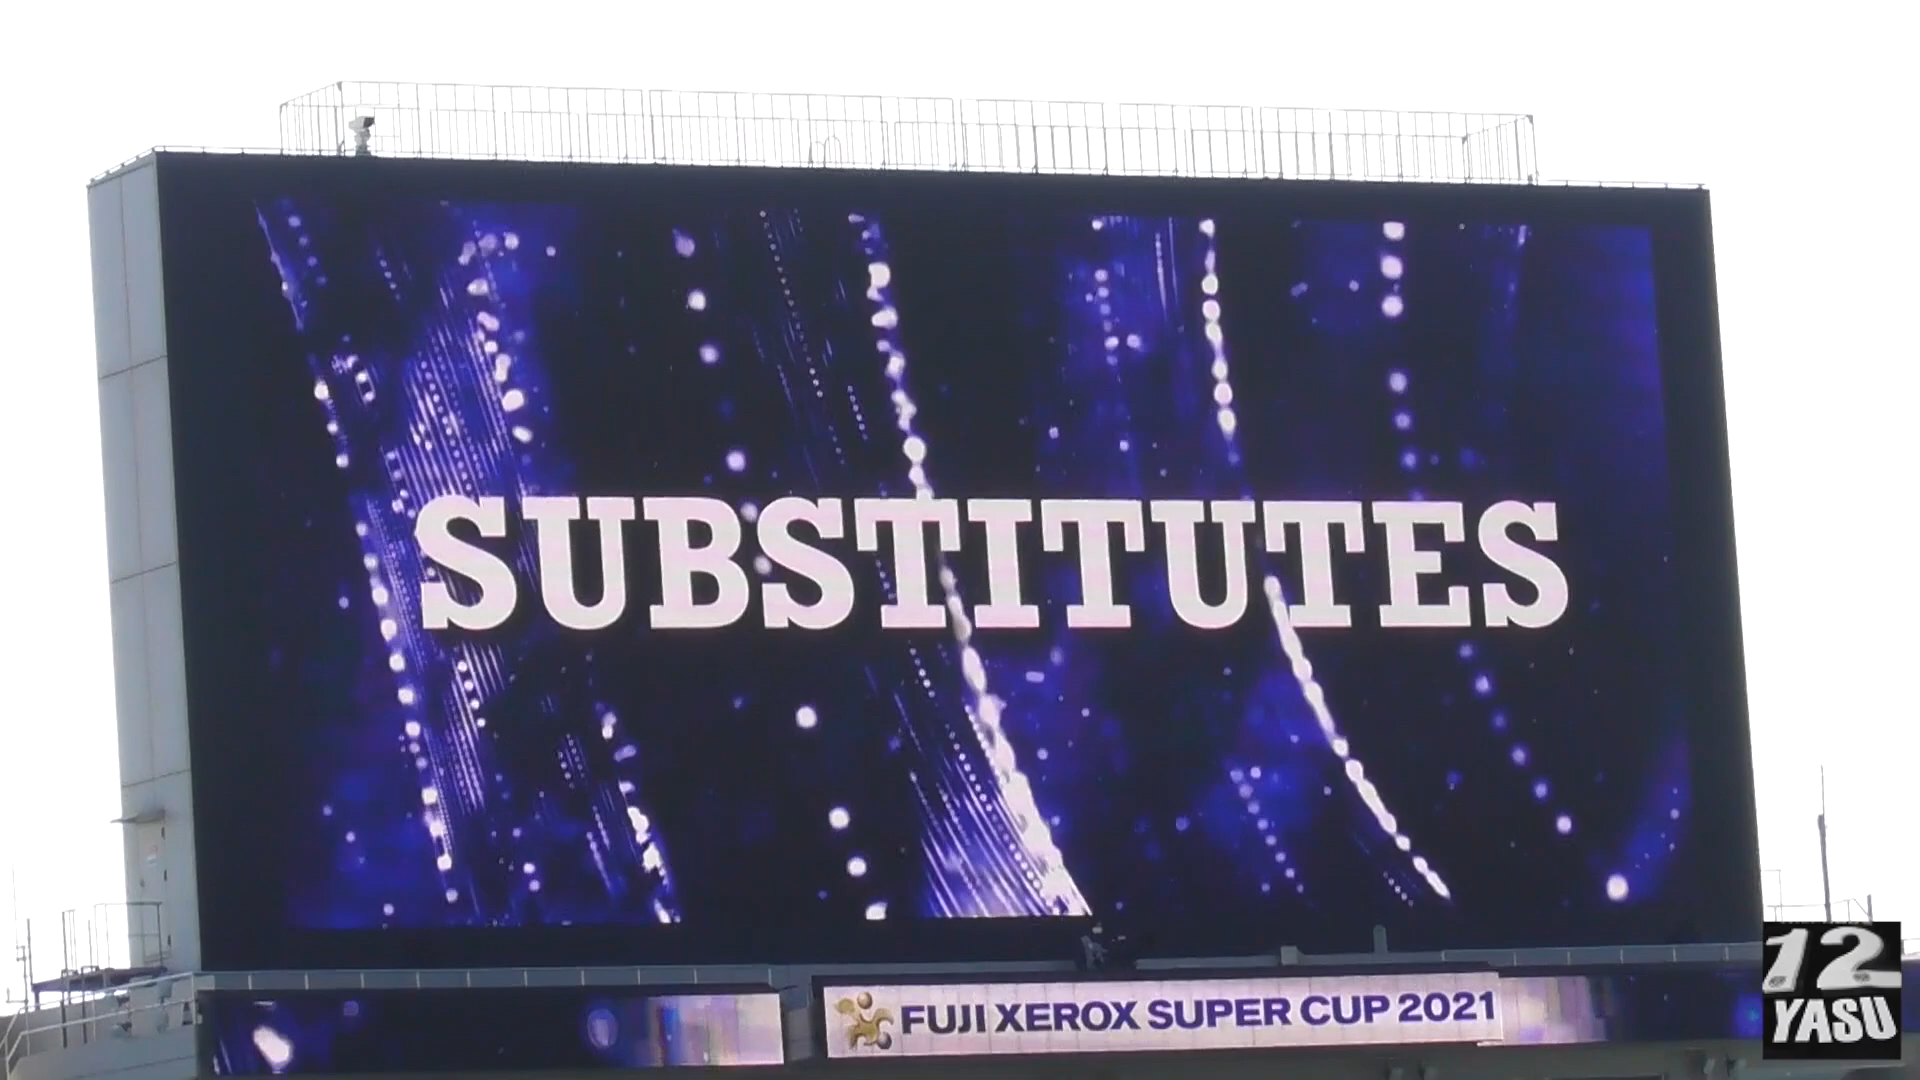 SUBSTITUTES
FUJI XEROX SUPER CUP 2021
12
YASU